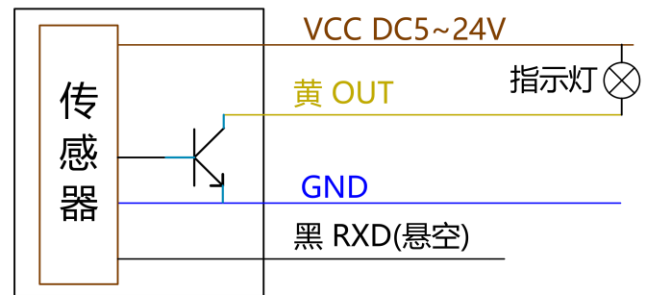 VCC DC5~24V
指示灯
黄 OUT
传感器
GND
黑 RXD(悬空)